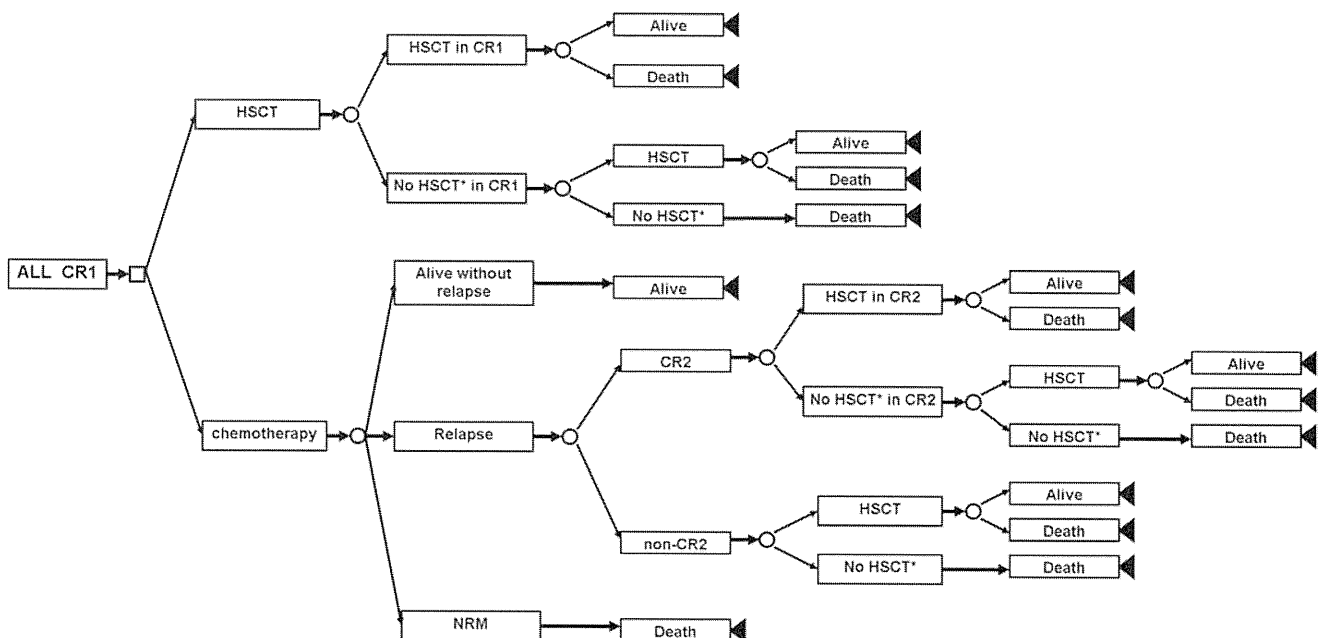 Alive
HSCT in CR1
Death
HSCT
Alive
HSCT
Death
No HSCT* in CR1
No HSCT*
Death
ALL CR1
Alive without
relapse
Alive
Alive
HSCT in CR2
Death
CR2
Alive
HSCT
Death
No HSCT* in CR2
chemotherapy
Relapse
No HSCT*
Death
Alive
HSCT
Death
non-CR2
No HSCT*
Death
NRM
Death